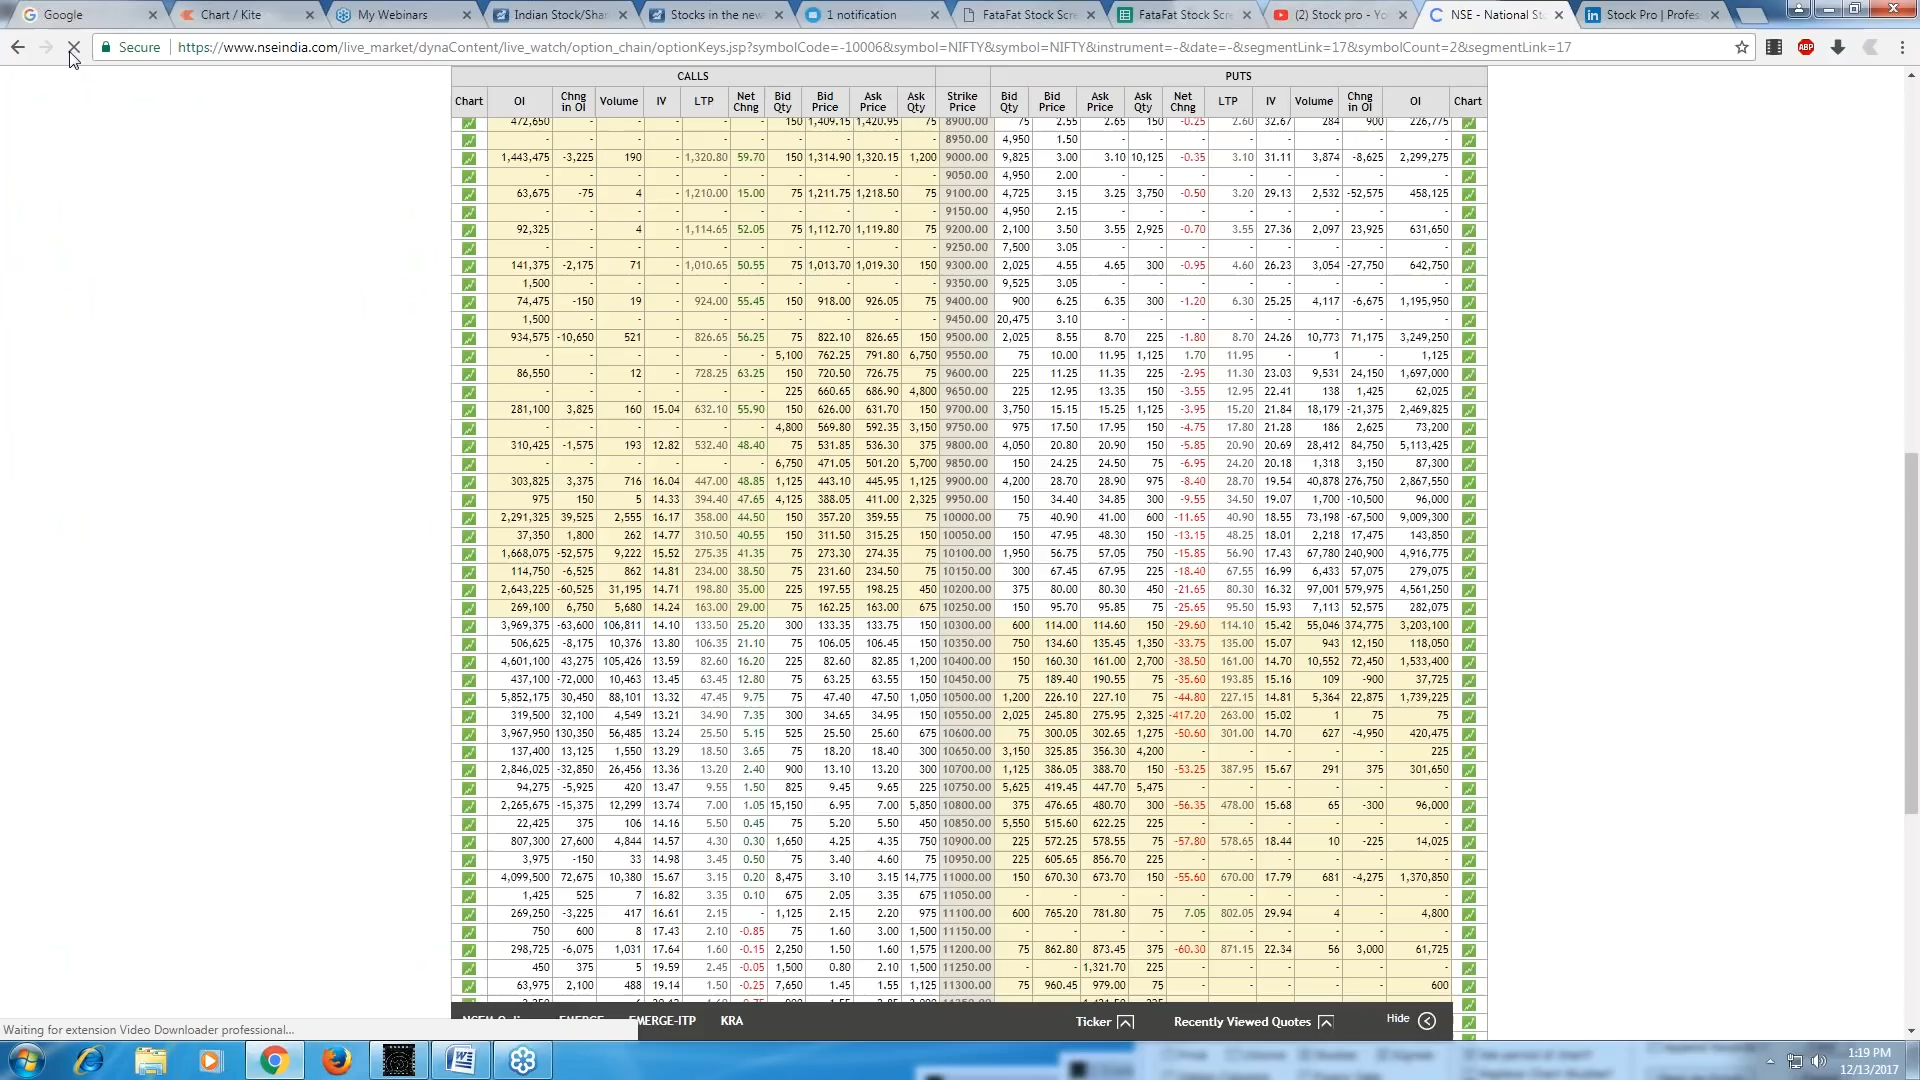 Google Chart / Kite My Webinars Indian Stock/Sha Stocks in the new 1 notification FataFat Stock Scre FataFat Stock Scre (2) Stock pro - Yo NSE - National St Stock Pro | Profes
Secure https://www.nseindia.com/live_market/dynaContent/live_watch/option_chain/optionKeys.jsp?symbolCode=-10006&symbol=NIFTY&symbol=NIFTY&instrument=-&date=-&segmentLink=17&symbolCount=2&segmentLink=17
CALLS PUTS
Chart OI Chng in OI Volume IV LTP Net Chng Bid Qty Bid Price Ask Price Ask Qty Strike Price Bid Qty Bid Price Ask Price Ask Qty Net Chng LTP IV Volume Chng in OI OI Chart
472,650 - - - - - 150 1,409.15 1,420.95 75 8900.00 75 2.55 2.65 150 -0.25 2.60 32.67 284 900 226,775
- - - - - - - - - - 8950.00 4,950 1.50 - - - - - - - -
1,443,475 -3,225 190 - 1,320.80 59.70 150 1,314.90 1,320.15 1,200 9000.00 9,825 3.00 3.10 10,125 -0.35 3.10 31.11 3,874 -8,625 2,299,275
- - - - - - - - - - 9050.00 4,950 2.00 - - - - - - - -
63,675 -75 4 - 1,210.00 15.00 75 1,211.75 1,218.50 75 9100.00 4,725 3.15 3.25 3,750 -0.50 3.20 29.13 2,532 -52,575 458,125
- - - - - - - - - - 9150.00 4,950 2.15 - - - - - - - -
92,325 - 4 - 1,114.65 52.05 75 1,112.70 1,119.80 75 9200.00 2,100 3.50 3.55 2,925 -0.70 3.55 27.36 2,097 23,925 631,650
- - - - - - - - - - 9250.00 7,500 3.05 - - - - - - - -
141,375 -2,175 71 - 1,010.65 50.55 75 1,013.70 1,019.30 150 9300.00 2,025 4.55 4.65 300 -0.95 4.60 26.23 3,054 -27,750 642,750
1,500 - - - - - - - - - 9350.00 9,525 3.05 - - - - - - - -
74,475 -150 19 - 924.00 55.45 150 918.00 926.05 75 9400.00 900 6.25 6.35 300 -1.20 6.30 25.25 4,117 -6,675 1,195,950
1,500 - - - - - - - - - 9450.00 20,475 3.10 - - - - - - - -
934,575 -10,650 521 - 826.65 56.25 75 822.10 826.65 150 9500.00 2,025 8.55 8.70 225 -1.80 8.70 24.26 10,773 71,175 3,249,250
- - - - - - 5,100 762.25 791.80 6,750 9550.00 75 10.00 11.95 1,125 1.70 11.95 - 1 - 1,125
86,550 - 12 - 728.25 63.25 150 720.50 726.75 75 9600.00 225 11.25 11.35 225 -2.95 11.30 23.03 9,531 24,150 1,697,000
- - - - - - 225 660.65 686.90 4,800 9650.00 225 12.95 13.35 150 -3.55 12.95 22.41 138 1,425 62,025
281,100 3,825 160 15.04 632.10 55.90 150 626.00 631.70 150 9700.00 3,750 15.15 15.25 1,125 -3.95 15.20 21.84 18,179 -21,375 2,469,825
- - - - - - 4,800 569.80 592.35 3,150 9750.00 975 17.50 17.95 150 -4.75 17.80 21.28 186 2,625 73,200
310,425 -1,575 193 12.82 532.40 48.40 75 531.85 536.30 375 9800.00 4,050 20.80 20.90 150 -5.85 20.90 20.69 28,412 84,750 5,113,425
- - - - - - 6,750 471.05 501.20 5,700 9850.00 150 24.25 24.50 75 -6.95 24.20 20.18 1,318 3,150 87,300
303,825 3,375 716 16.04 447.00 48.85 1,125 443.10 445.95 1,125 9900.00 4,200 28.70 28.90 975 -8.40 28.70 19.54 40,878 276,750 2,867,550
975 150 5 14.33 394.40 47.65 4,125 388.05 411.00 2,325 9950.00 150 34.40 34.85 300 -9.55 34.50 19.07 1,700 -10,500 96,000
2,291,325 39,525 2,555 16.17 358.00 44.50 150 357.20 359.55 75 10000.00 75 40.90 41.00 600 -11.65 40.90 18.55 73,198 -67,500 9,009,300
37,350 1,800 262 14.77 310.50 40.55 150 311.50 315.25 150 10050.00 150 47.95 48.30 150 -13.15 48.25 18.01 2,218 17,475 143,850
1,668,075 -52,575 9,222 15.52 275.35 41.35 75 273.30 274.35 75 10100.00 1,950 56.75 57.05 750 -15.85 56.90 17.43 67,780 240,900 4,916,775
114,750 -6,525 862 14.81 234.00 38.50 75 231.60 234.50 75 10150.00 300 67.45 67.95 225 -18.40 67.55 16.99 6,433 57,075 279,075
2,643,225 -60,525 31,195 14.71 198.80 35.00 225 197.55 198.25 450 10200.00 375 80.00 80.30 450 -21.65 80.30 16.32 97,001 579,975 4,561,250
269,100 6,750 5,680 14.24 163.00 29.00 75 162.25 163.00 675 10250.00 150 95.70 95.85 75 -25.65 95.50 15.93 7,113 52,575 282,075
3,969,375 -63,600 106,811 14.10 133.50 25.20 300 133.35 133.75 150 10300.00 600 114.00 114.60 150 -29.60 114.10 15.42 55,046 374,775 3,203,100
506,625 -8,175 10,376 13.80 106.35 21.10 75 106.05 106.45 150 10350.00 750 134.60 135.45 1,350 -33.75 135.00 15.07 943 12,150 118,050
4,601,100 43,275 105,426 13.59 82.60 16.20 225 82.60 82.85 1,200 10400.00 150 160.30 161.00 2,700 -38.50 161.00 14.70 10,552 72,450 1,533,400
437,100 -72,000 10,463 13.45 63.45 12.80 75 63.25 63.55 150 10450.00 75 189.40 190.55 75 -35.60 193.85 15.16 109 -900 37,725
5,852,175 30,450 88,101 13.32 47.45 9.75 75 47.40 47.50 1,050 10500.00 1,200 226.10 227.10 75 -44.80 227.15 14.81 5,364 22,875 1,739,225
319,500 32,100 4,549 13.21 34.90 7.35 300 34.65 34.95 150 10550.00 2,025 245.80 275.95 2,325 -417.20 263.00 15.02 1 75 75
3,967,950 130,350 56,485 13.24 25.50 5.15 525 25.50 25.60 675 10600.00 75 300.05 302.65 1,275 -50.60 301.00 14.70 627 -4,950 420,475
137,400 13,125 1,550 13.29 18.50 3.65 75 18.20 18.40 300 10650.00 3,150 325.85 356.30 4,200 - - - - - 225
2,846,025 -32,850 26,456 13.36 13.20 2.40 900 13.10 13.20 300 10700.00 1,125 386.05 388.70 150 -53.25 387.95 15.67 291 375 301,650
94,275 -5,925 420 13.47 9.55 1.50 825 9.45 9.65 225 10750.00 5,625 419.45 447.70 5,475 - - - - - -
2,265,675 -15,375 12,299 13.74 7.00 1.05 15,150 6.95 7.00 5,850 10800.00 375 476.65 480.70 300 -56.35 478.00 15.68 65 -300 96,000
22,425 375 106 14.16 5.50 0.45 75 5.20 5.50 450 10850.00 5,550 515.60 622.25 225 - - - - - -
807,300 27,600 4,844 14.57 4.30 0.30 1,650 4.25 4.35 750 10900.00 225 572.25 578.55 75 -57.80 578.65 18.44 10 -225 14,025
3,975 -150 33 14.98 3.45 0.50 75 3.40 4.60 75 10950.00 225 605.65 856.70 225 - - - - - -
4,099,500 72,675 10,380 15.67 3.15 0.20 8,475 3.10 3.15 14,775 11000.00 150 670.30 673.70 150 -55.60 670.00 17.79 681 -4,275 1,370,850
1,425 525 7 16.82 3.35 0.10 675 2.05 3.35 675 11050.00 - - - - - - - - - -
269,250 -3,225 417 16.61 2.15 - 1,125 2.15 2.20 975 11100.00 600 765.20 781.80 75 7.05 802.05 29.94 4 - 4,800
750 600 8 17.43 2.10 -0.85 75 1.60 3.00 1,500 11150.00 - - - - - - - - - -
298,725 -6,075 1,031 17.64 1.60 -0.15 2,250 1.50 1.60 1,575 11200.00 75 862.80 873.45 375 -60.30 871.15 22.34 56 3,000 61,725
450 375 5 19.59 2.45 -0.05 1,500 0.80 2.10 1,500 11250.00 - - 1,321.70 225 - - - - - -
63,975 2,100 488 19.14 1.50 -0.25 7,650 1.45 1.55 1,125 11300.00 75 960.45 979.00 75 - - - - - 600
EMERGE EMERGE-ITP KRA Ticker Recently Viewed Quotes Hide
Waiting for extension Video Downloader professional...
1:19 PM
12/13/2017